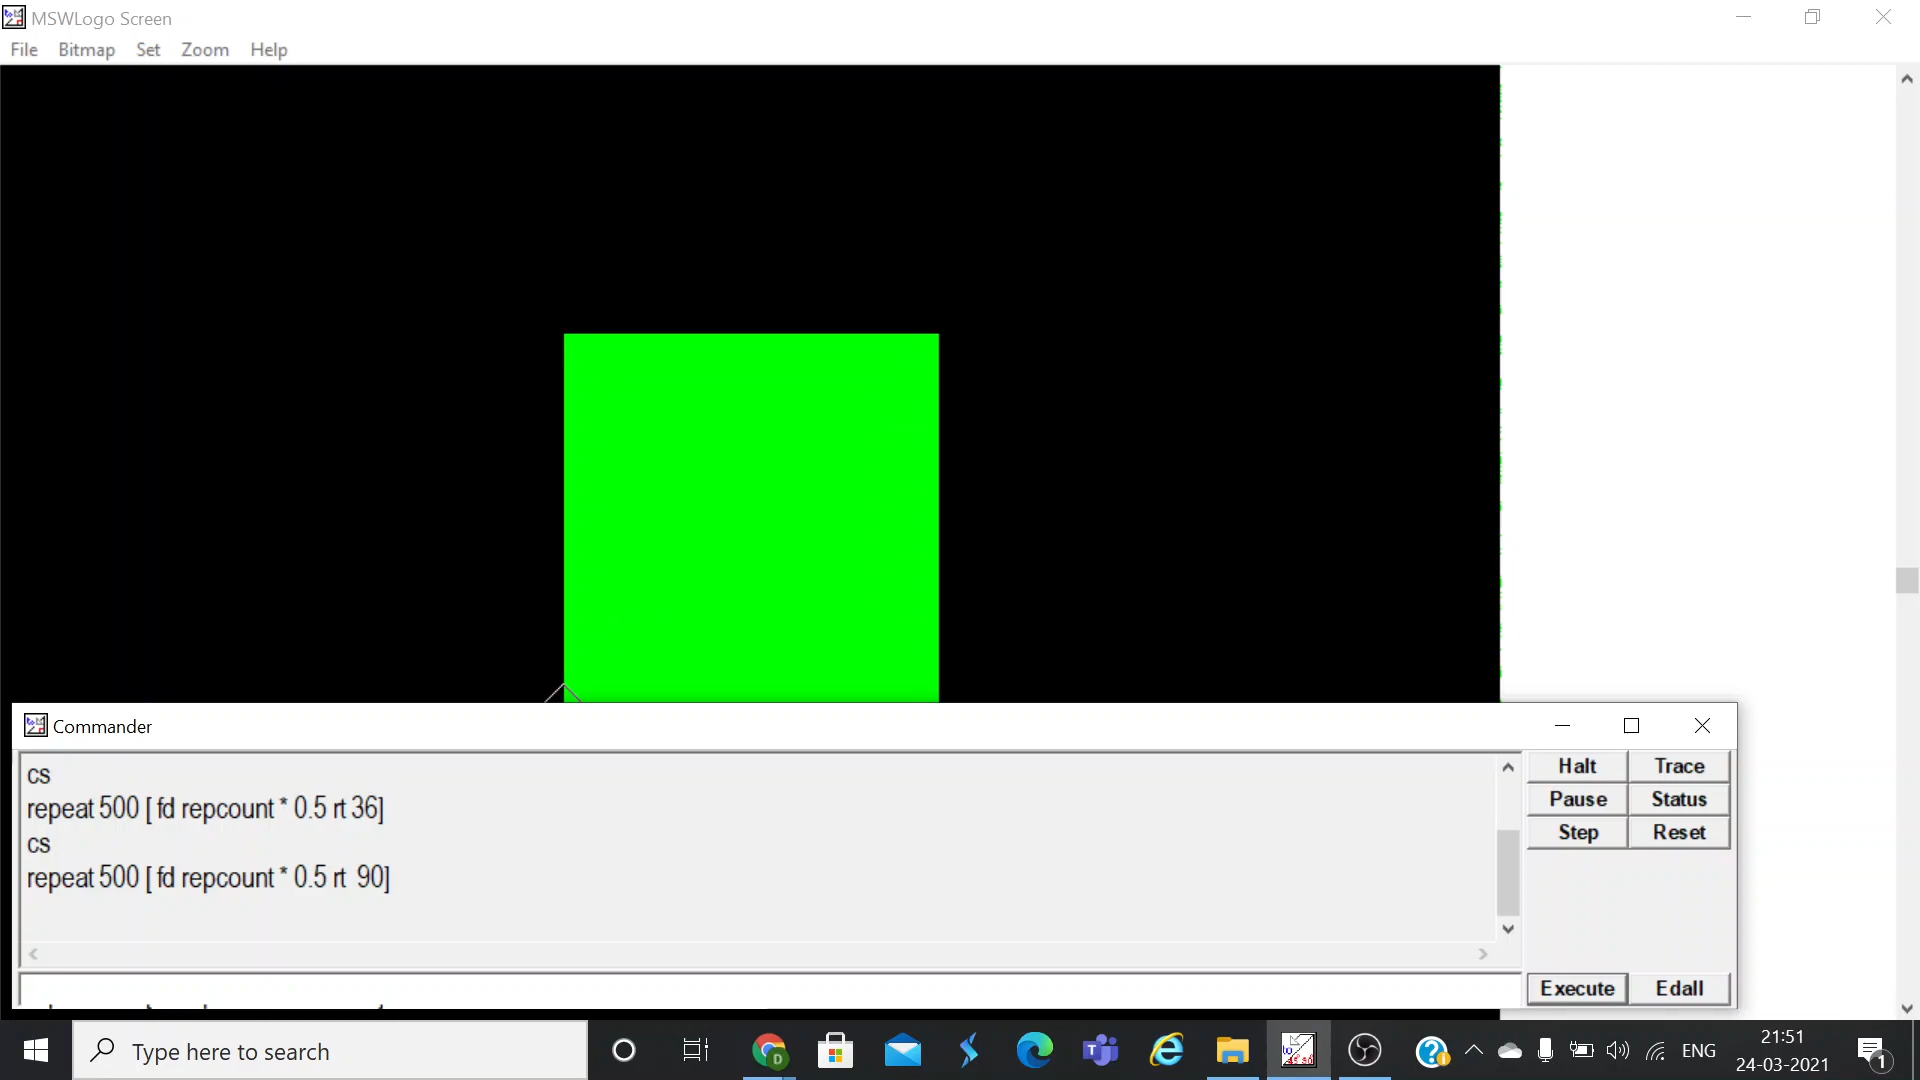 MSWLogo Screen
File Bitmap Set Zoom Help
Commander
cs
repeat 500 [ fd repcount * 0.5 rt 36]
cs
repeat 500 [ fd repcount * 0.5 rt  90]
Halt Trace
Pause Status
Step Reset
Execute Edall
Type here to search
D
ENG
21:51
24-03-2021
1